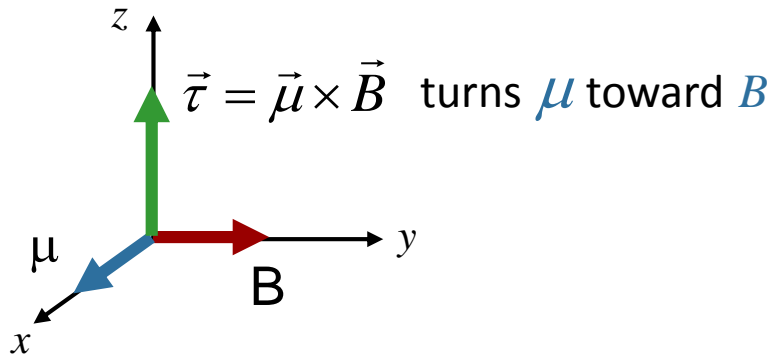 z
τ⃗ = μ⃗ × B⃗ turns μ toward B
y
μ
B
x